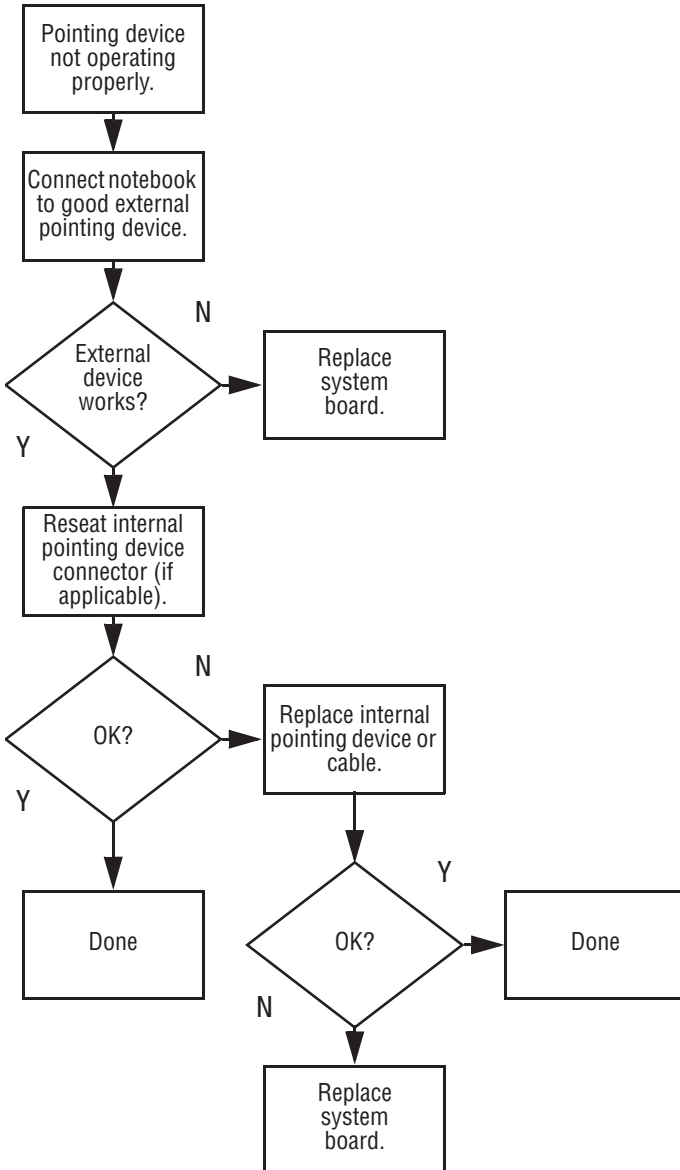 Pointing device
not operating
properly.
Connect notebook
to good external
pointing device.
N
External
device
works?
Replace
system
board.
Y
Reseat internal
pointing device
connector (if
applicable).
N
OK?
Replace internal
pointing device or
cable.
Y
Y
Done
OK?
Done
N
Replace
system
board.